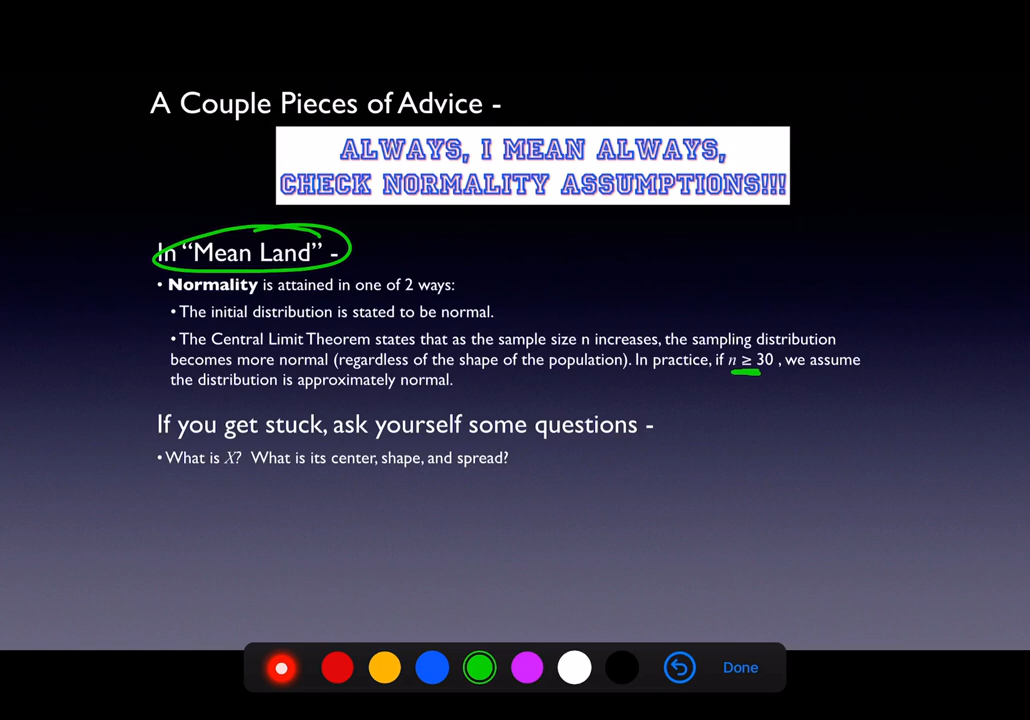 A Couple Pieces of Advice -
ALWAYS, I MEAN ALWAYS,
CHECK NORMALITY ASSUMPTIONS!!!
In “Mean Land” -
• Normality is attained in one of 2 ways:
• The initial distribution is stated to be normal.
• The Central Limit Theorem states that as the sample size n increases, the sampling distribution
becomes more normal (regardless of the shape of the population). In practice, if n ≥ 30 , we assume
the distribution is approximately normal.
If you get stuck, ask yourself some questions -
• What is X? What is its center, shape, and spread?
Done